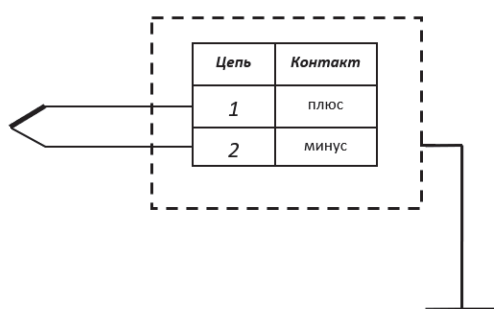 Цепь Контакт
1 плюс
2 минус